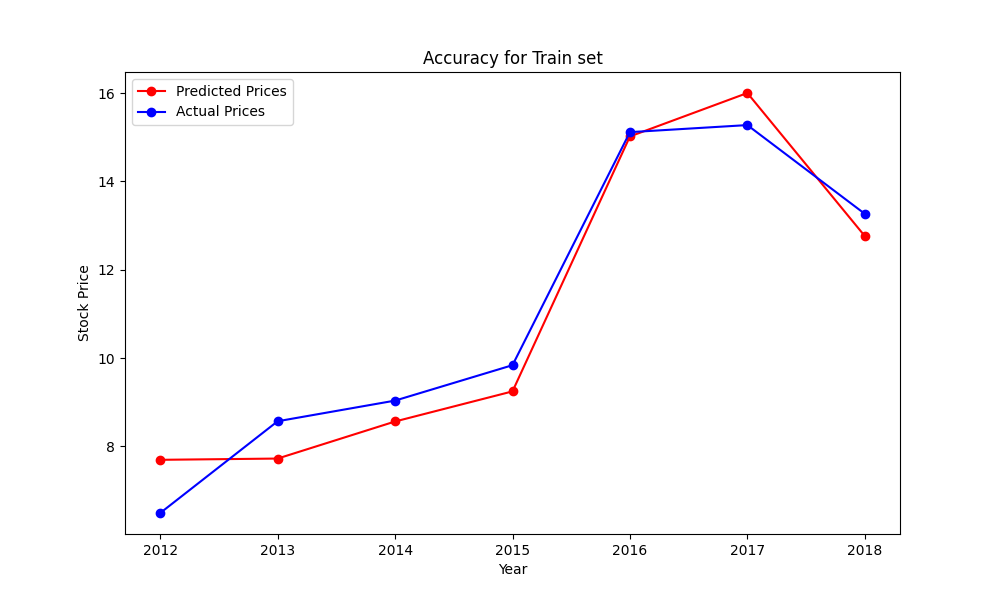 Accuracy for Train set
Predicted Prices
Actual Prices
16
14
12
10
8
Stock Price
2012 2013 2014 2015 2016 2017 2018
Year